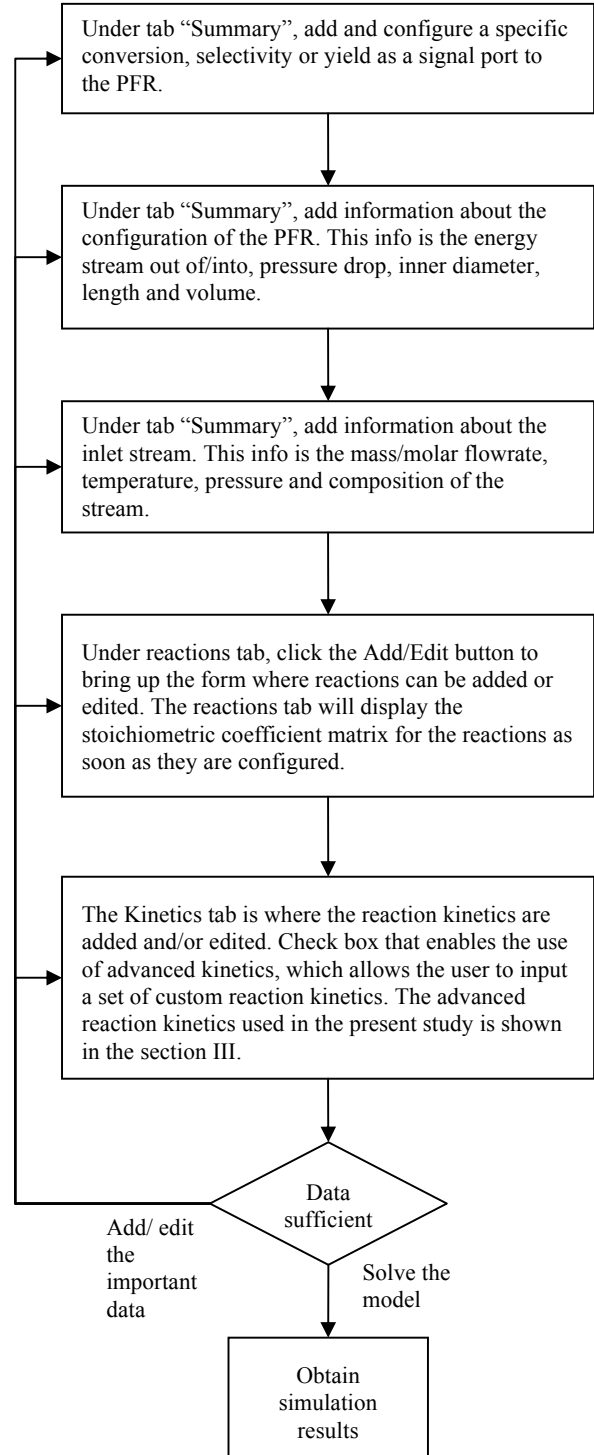 Under tab “Summary”, add and configure a specific
conversion, selectivity or yield as a signal port to
the PFR.
Under tab “Summary”, add information about the
configuration of the PFR. This info is the energy
stream out of/into, pressure drop, inner diameter,
length and volume.
Under tab “Summary”, add information about the
inlet stream. This info is the mass/molar flowrate,
temperature, pressure and composition of the
stream.
Under reactions tab, click the Add/Edit button to
bring up the form where reactions can be added or
edited. The reactions tab will display the
stoichiometric coefficient matrix for the reactions as
soon as they are configured.
The Kinetics tab is where the reaction kinetics are
added and/or edited. Check box that enables the use
of advanced kinetics, which allows the user to input
a set of custom reaction kinetics. The advanced
reaction kinetics used in the present study is shown
in the section III.
Data
sufficient
Add/ edit
the
important
data
Solve the
model
Obtain
simulation
results